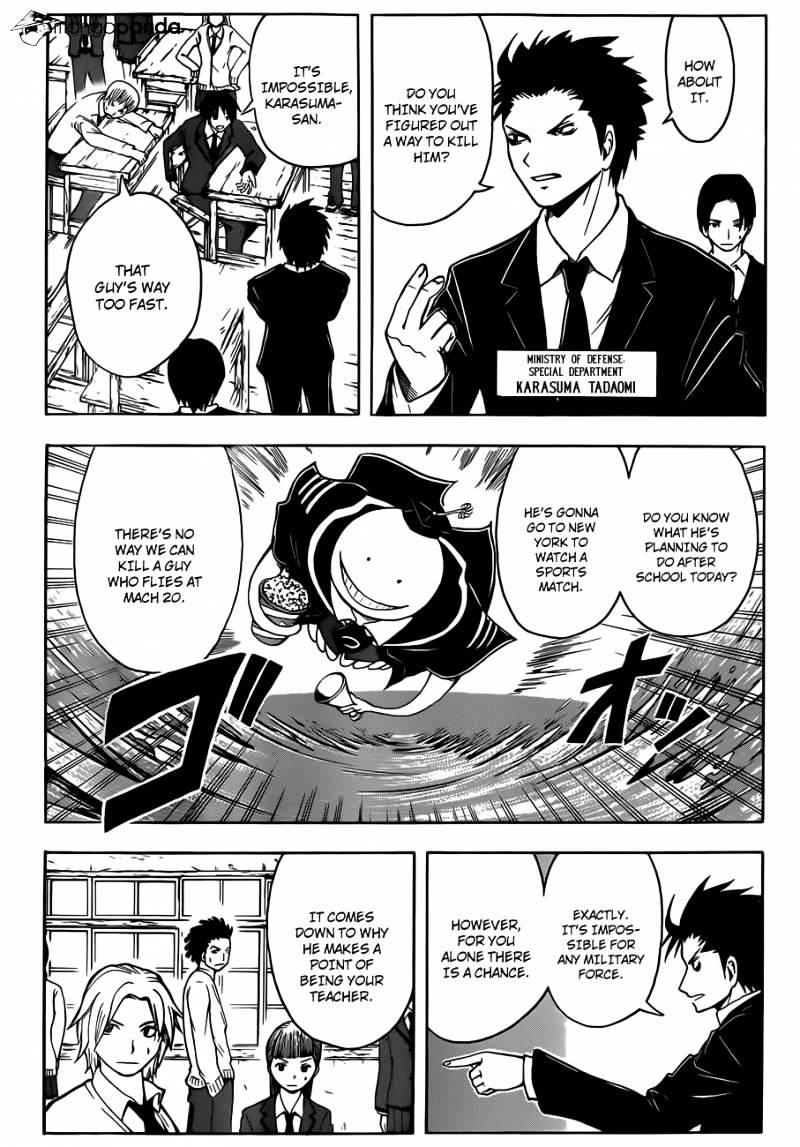 HOW
ABOUT
IT.
DO YOU
THINK YOU'VE
FIGURED OUT
A WAY TO KILL
HIM?
MINISTRY OF DEFENSE
SPECIAL DEPARTMENT
KARASUMA TADAOMI
IT'S
IMPOSSIBLE,
KARASUMA-
SAN.
THAT
GUY'S WAY
TOO FAST.
DO YOU KNOW
WHAT HE'S
PLANNING TO
DO AFTER
SCHOOL TODAY?
HE'S GONNA
GO TO NEW
YORK TO
WATCH A
SPORTS
MATCH.
THERE'S NO
WAY WE CAN
KILL A GUY
WHO FLIES AT
MACH 20.
オッ
ゴ
EXACTLY.
IT'S IMPOS-
SIBLE FOR
ANY MILITARY
FORCE.
HOWEVER,
FOR YOU
ALONE THERE
IS A CHANCE.
IT COMES
DOWN TO WHY
HE MAKES A
POINT OF
BEING YOUR
TEACHER.